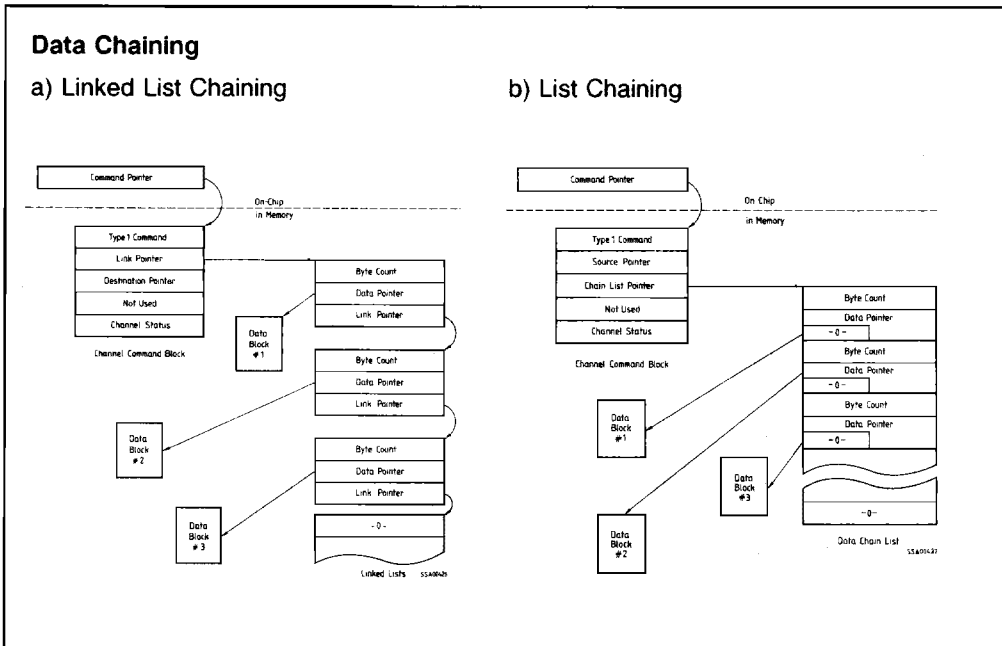 Data Chaining
a) Linked List Chaining
Command Pointer
On-Chip
in Memory
Type 1 Command
Link Pointer
Destination Pointer
Not Used
Channel Status
Channel Command Block
Byte Count
Data Pointer
Link Pointer
Data
Block
#1
Byte Count
Data Pointer
Link Pointer
Data
Block
#2
Byte Count
Data Pointer
Link Pointer
Data
Block
#3
-0-
Linked Lists
b) List Chaining
Command Pointer
On Chip
in Memory
Type 1 Command
Source Pointer
Chain List Pointer
Not Used
Channel Status
Channel Command Block
Byte Count
Data Pointer
-0-
Byte Count
Data Pointer
-0-
Byte Count
Data Pointer
-0-
Data
Block
#1
Data
Block
#3
Data
Block
#2
-0-
Data Chain List